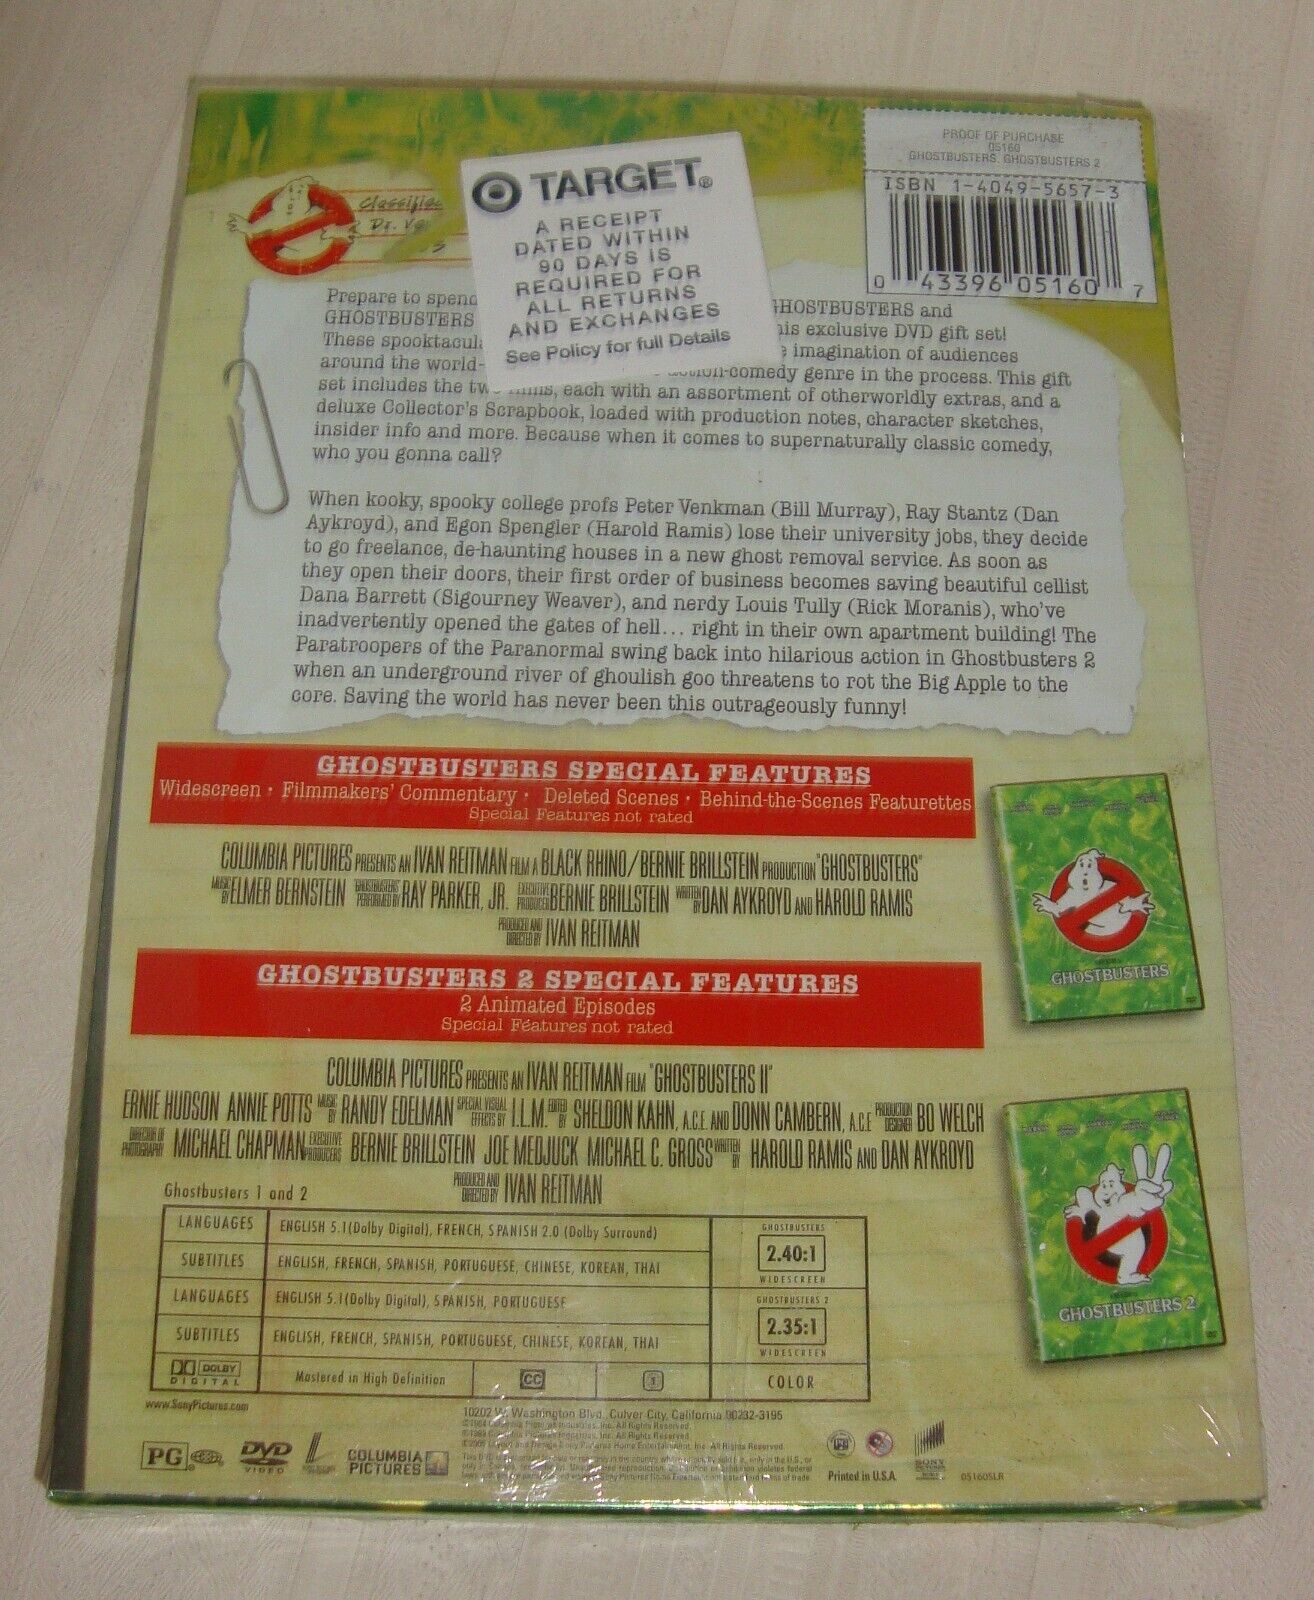 PROOF OF PURCHASE
05160
GHOSTBUSTERS, GHOSTBUSTERS 2
ISBN 1-4049-5657-3
0 43396 05160 7
TARGET®
A RECEIPT
DATED WITHIN
90 DAYS IS
REQUIRED FOR
ALL RETURNS
AND EXCHANGES
See Policy for full Details
Classified
Dr. Ve
Prepare to spend GHOSTBUSTERS and
GHOSTBUSTERS his exclusive DVD gift set!
These spooktacula e imagination of audiences
around the world- action-comedy genre in the process. This gift
set includes the two films, each with an assortment of otherworldly extras, and a
deluxe Collector's Scrapbook, loaded with production notes, character sketches,
insider info and more. Because when it comes to supernaturally classic comedy,
who you gonna call?
When kooky, spooky college profs Peter Venkman (Bill Murray), Ray Stantz (Dan
Aykroyd), and Egon Spengler (Harold Ramis) lose their university jobs, they decide
to go freelance, de-haunting houses in a new ghost removal service. As soon as
they open their doors, their first order of business becomes saving beautiful cellist
Dana Barrett (Sigourney Weaver), and nerdy Louis Tully (Rick Moranis), who've
inadvertently opened the gates of hell... right in their own apartment building! The
Paratroopers of the Paranormal swing back into hilarious action in Ghostbusters 2
when an underground river of ghoulish goo threatens to rot the Big Apple to the
core. Saving the world has never been this outrageously funny!
GHOSTBUSTERS SPECIAL FEATURES
Widescreen · Filmmakers' Commentary · Deleted Scenes · Behind-the-Scenes Featurettes
Special Features not rated
COLUMBIA PICTURES PRESENTS AN IVAN REITMAN FILM A BLACK RHINO/BERNIE BRILLSTEIN PRODUCTION "GHOSTBUSTERS"
MUSIC BY ELMER BERNSTEIN "GHOSTBUSTERS" PERFORMED BY RAY PARKER, JR. EXECUTIVE PRODUCER BERNIE BRILLSTEIN WRITTEN BY DAN AYKROYD AND HAROLD RAMIS
PRODUCED AND DIRECTED BY IVAN REITMAN
GHOSTBUSTERS
GHOSTBUSTERS 2 SPECIAL FEATURES
2 Animated Episodes
Special Features not rated
COLUMBIA PICTURES PRESENTS AN IVAN REITMAN FILM "GHOSTBUSTERS II"
ERNIE HUDSON ANNIE POTTS MUSIC BY RANDY EDELMAN SPECIAL VISUAL EFFECTS BY I.L.M. EDITED BY SHELDON KAHN, A.C.E. AND DONN CAMBERN, A.C.E PRODUCTION DESIGNER BO WELCH
DIRECTOR OF PHOTOGRAPHY MICHAEL CHAPMAN EXECUTIVE PRODUCERS BERNIE BRILLSTEIN JOE MEDJUCK MICHAEL C. GROSS WRITTEN BY HAROLD RAMIS AND DAN AYKROYD
PRODUCED AND DIRECTED BY IVAN REITMAN
GHOSTBUSTERS 2
Ghostbusters 1 and 2
LANGUAGES ENGLISH 5.1(Dolby Digital), FRENCH, SPANISH 2.0 (Dolby Surround)
SUBTITLES ENGLISH, FRENCH, SPANISH, PORTUGUESE, CHINESE, KOREAN, THAI
GHOSTBUSTERS
2.40:1
WIDESCREEN
LANGUAGES ENGLISH 5.1(Dolby Digital), SPANISH, PORTUGUESE
SUBTITLES ENGLISH, FRENCH, SPANISH, PORTUGUESE, CHINESE, KOREAN, THAI
GHOSTBUSTERS 2
2.35:1
WIDESCREEN
DOLBY
DIGITAL
Mastered in High Definition
CC
1
COLOR
www.SonyPictures.com
10202 W. Washington Blvd., Culver City, California 90232-3195
PG
DVD
VIDEO
COLUMBIA
PICTURES
Printed in U.S.A.
SONY
05160SLR